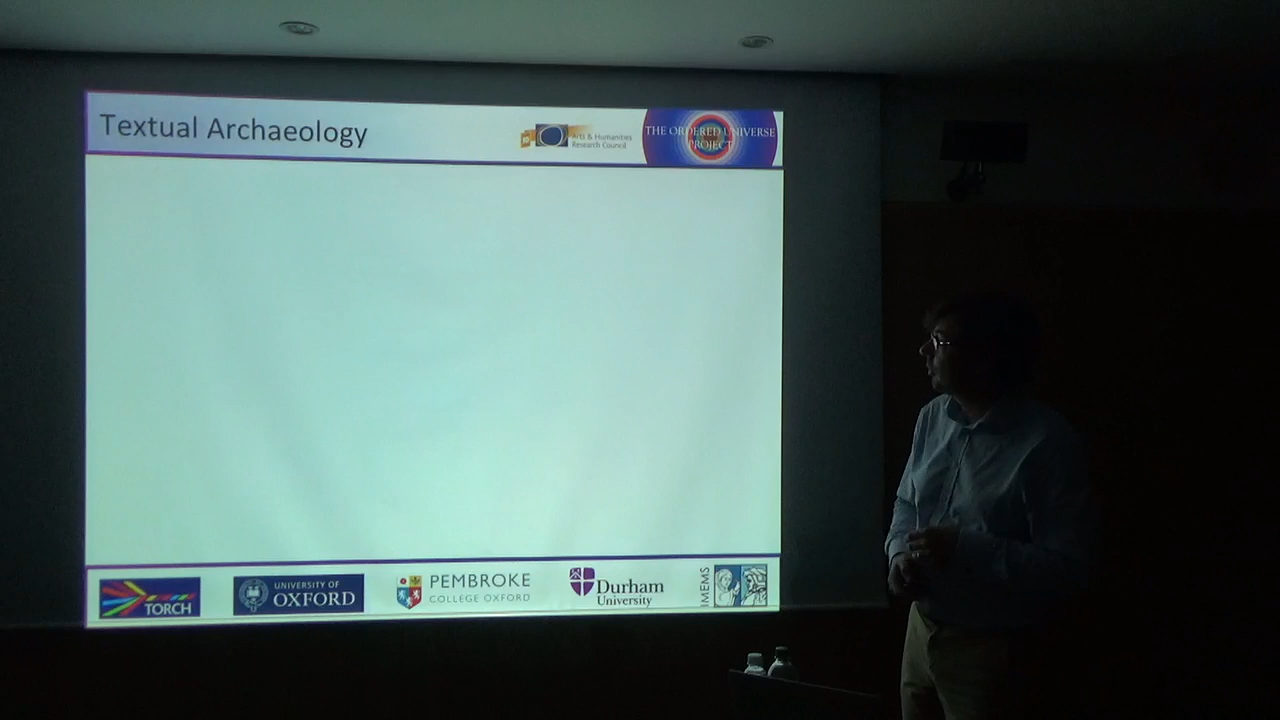 Textual Archaeology
Arts & Humanities
Research Council
THE ORDERED UNIVERSE
PROJECT
TORCH
UNIVERSITY OF
OXFORD
PEMBROKE
COLLEGE OXFORD
Durham
University
IMEMS